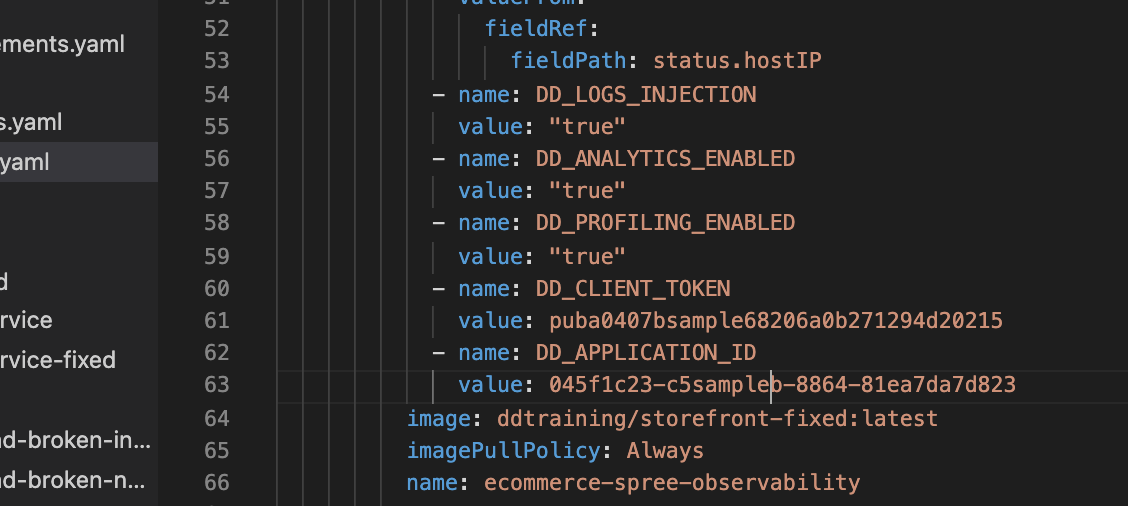 51 valueFrom:
52 fieldRef:
ements.yaml
53 fieldPath: status.hostIP
54 - name: DD_LOGS_INJECTION
s.yaml
55 value: "true"
yaml
56 - name: DD_ANALYTICS_ENABLED
57 value: "true"
58 - name: DD_PROFILING_ENABLED
59 value: "true"
d
60 - name: DD_CLIENT_TOKEN
rvice
61 value: puba0407bsample68206a0b271294d20215
rvice-fixed
62 - name: DD_APPLICATION_ID
63 value: 045f1c23-c5sampleb-8864-81ea7da7d823
64 image: ddtraining/storefront-fixed:latest
nd-broken-in...
65 imagePullPolicy: Always
nd-broken-n...
66 name: ecommerce-spree-observability